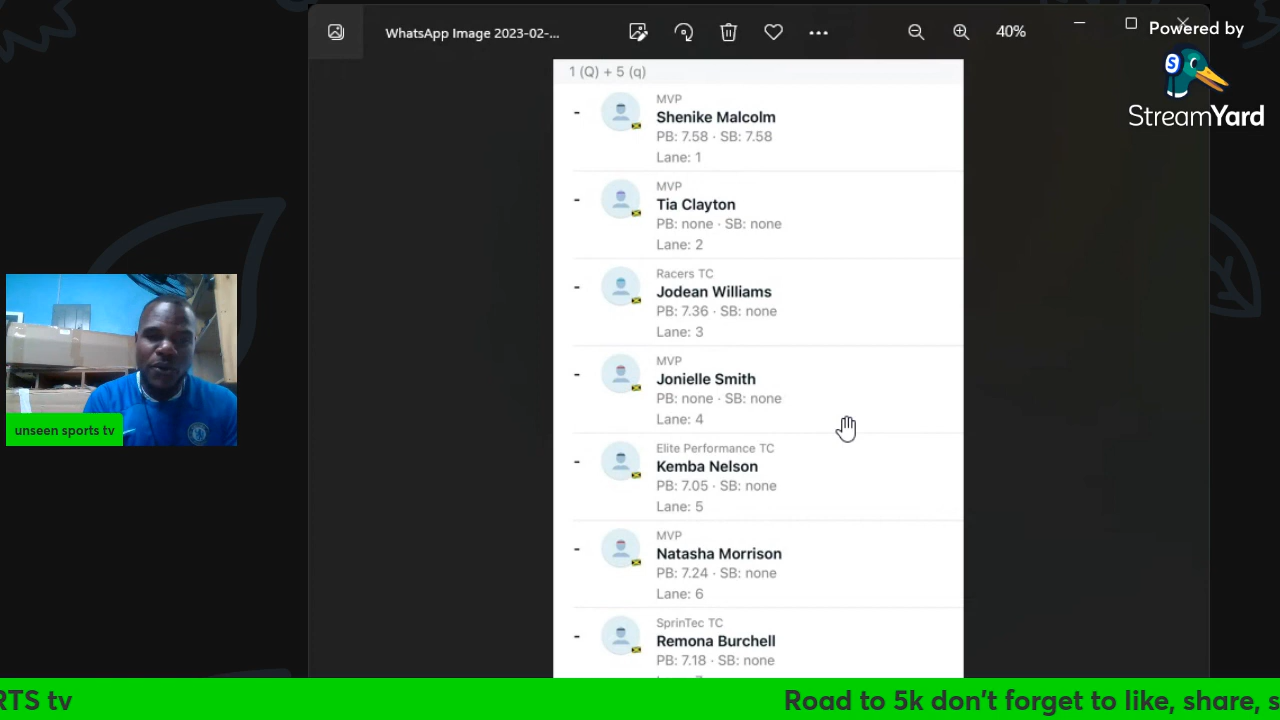 WhatsApp Image 2023-02-...
40%
Powered by
S
StreamYard
1 (Q) + 5 (q)
-
MVP
Shenike Malcolm
PB: 7.58 · SB: 7.58
Lane: 1
-
MVP
Tia Clayton
PB: none · SB: none
Lane: 2
-
Racers TC
Jodean Williams
PB: 7.36 · SB: none
Lane: 3
-
MVP
Jonielle Smith
PB: none · SB: none
Lane: 4
-
Elite Performance TC
Kemba Nelson
PB: 7.05 · SB: none
Lane: 5
-
MVP
Natasha Morrison
PB: 7.24 · SB: none
Lane: 6
-
SprinTec TC
Remona Burchell
PB: 7.18 · SB: none
unseen sports tv
RTS tv
Road to 5k don't forget to like, share, s